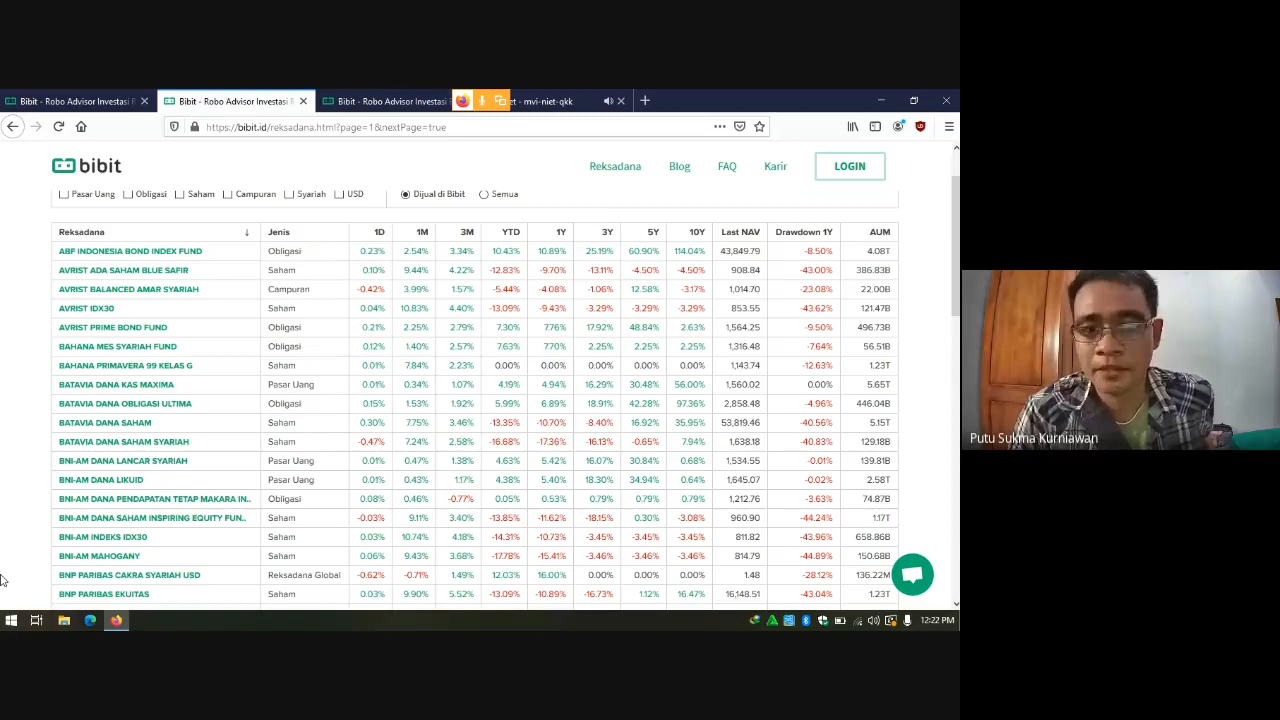 Bibit - Robo Advisor Investasi R
Bibit - Robo Advisor Investasi R
Bibit - Robo Advisor Investasi
et - mvi-niet-qkk
https://bibit.id/reksadana.html?page=1&nextPage=true
bibit
Reksadana Blog FAQ Karir LOGIN
Pasar Uang Obligasi Saham Campuran Syariah USD Dijual di Bibit Semua
Reksadana Jenis 1D 1M 3M YTD 1Y 3Y 5Y 10Y Last NAV Drawdown 1Y AUM
ABF INDONESIA BOND INDEX FUND Obligasi 0.23% 2.54% 3.34% 10.43% 10.89% 25.19% 60.90% 114.04% 43,849.79 -8.50% 4.08T
AVRIST ADA SAHAM BLUE SAFIR Saham 0.10% 9.44% 4.22% -12.83% -9.70% -13.11% -4.50% -4.50% 908.84 -43.00% 386.83B
AVRIST BALANCED AMAR SYARIAH Campuran -0.42% 3.99% 1.57% -5.44% -4.08% -1.06% 12.58% -3.17% 1,014.70 -23.08% 22.00B
AVRIST IDX30 Saham 0.04% 10.83% 4.40% -13.09% -9.43% -3.29% -3.29% -3.29% 853.55 -43.62% 121.47B
AVRIST PRIME BOND FUND Obligasi 0.21% 2.25% 2.79% 7.30% 7.76% 17.92% 48.84% 2.63% 1,564.25 -9.50% 496.73B
BAHANA MES SYARIAH FUND Obligasi 0.12% 1.40% 2.57% 7.63% 7.70% 2.25% 2.25% 2.25% 1,316.48 -7.64% 56.51B
BAHANA PRIMAVERA 99 KELAS G Saham 0.01% 7.84% 2.23% 0.00% 0.00% 0.00% 0.00% 0.00% 1,143.74 -12.63% 1.23T
BATAVIA DANA KAS MAXIMA Pasar Uang 0.01% 0.34% 1.07% 4.19% 4.94% 16.29% 30.48% 56.00% 1,560.02 0.00% 5.65T
BATAVIA DANA OBLIGASI ULTIMA Obligasi 0.15% 1.53% 1.92% 5.99% 6.89% 18.91% 42.28% 97.36% 2,858.48 -4.96% 446.04B
BATAVIA DANA SAHAM Saham 0.30% 7.75% 3.46% -13.35% -10.70% -8.40% 16.92% 35.95% 53,819.46 -40.56% 5.15T
BATAVIA DANA SAHAM SYARIAH Saham -0.47% 7.24% 2.58% -16.68% -17.36% -16.13% -0.65% 7.94% 1,638.18 -40.83% 129.18B
BNI-AM DANA LANCAR SYARIAH Pasar Uang 0.01% 0.47% 1.38% 4.63% 5.42% 16.07% 30.84% 0.68% 1,534.55 -0.01% 139.81B
BNI-AM DANA LIKUID Pasar Uang 0.01% 0.43% 1.17% 4.38% 5.40% 18.30% 34.94% 0.64% 1,645.07 -0.02% 2.58T
BNI-AM DANA PENDAPATAN TETAP MAKARA IN.. Obligasi 0.08% 0.46% -0.77% 0.05% 0.53% 0.79% 0.79% 0.79% 1,212.76 -3.63% 74.87B
BNI-AM DANA SAHAM INSPIRING EQUITY FUN.. Saham -0.03% 9.11% 3.40% -13.85% -11.62% -18.15% 0.30% -3.08% 960.90 -44.24% 1.17T
BNI-AM INDEKS IDX30 Saham 0.03% 10.74% 4.18% -14.31% -10.73% -3.45% -3.45% -3.45% 811.82 -43.96% 658.86B
BNI-AM MAHOGANY Saham 0.06% 9.43% 3.68% -17.78% -15.41% -3.46% -3.46% -3.46% 814.79 -44.89% 150.68B
BNP PARIBAS CAKRA SYARIAH USD Reksadana Global -0.62% -0.71% 1.49% 12.03% 16.00% 0.00% 0.00% 0.00% 1.48 -28.12% 136.22M
BNP PARIBAS EKUITAS Saham 0.03% 9.90% 5.52% -13.09% -10.89% -16.73% 1.12% 16.47% 16,148.51 -43.04% 1.23T
12:22 PM
Putu Sukma Kurniawan